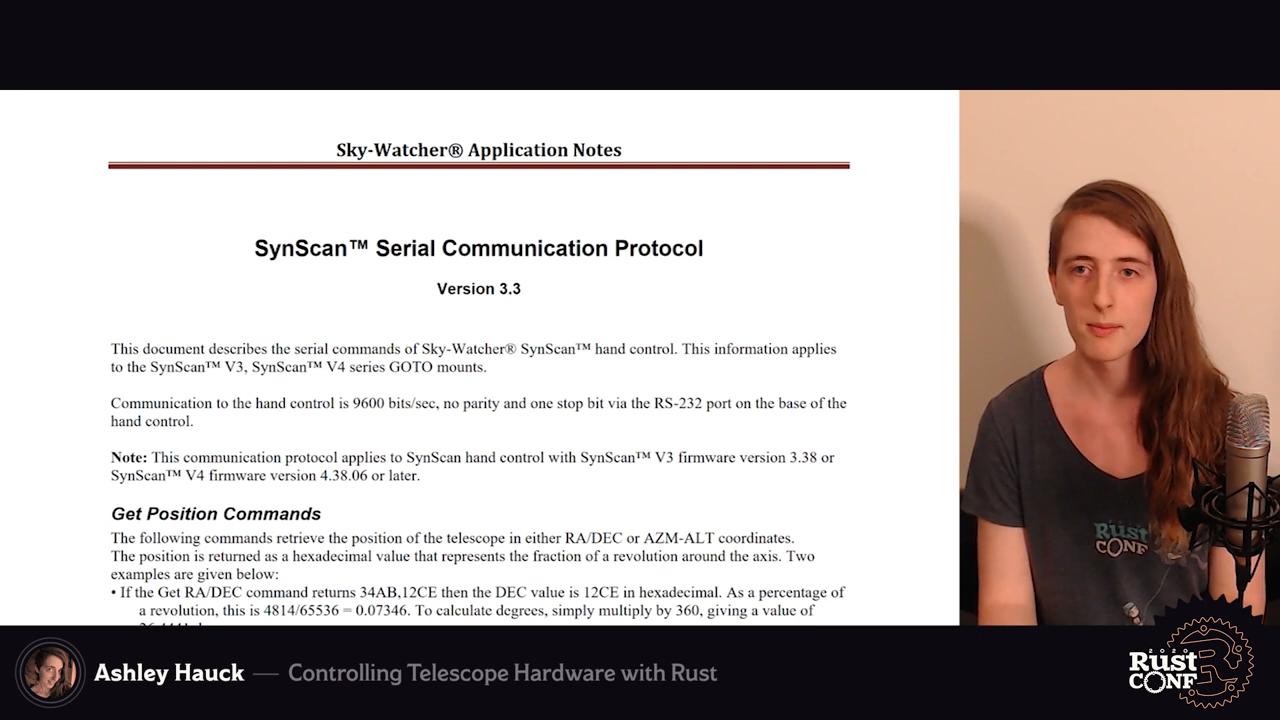 Sky-Watcher® Application Notes
SynScan™ Serial Communication Protocol
Version 3.3
This document describes the serial commands of Sky-Watcher® SynScan™ hand control. This information applies
to the SynScan™ V3, SynScan™ V4 series GOTO mounts.
Communication to the hand control is 9600 bits/sec, no parity and one stop bit via the RS-232 port on the base of the
hand control.
Note: This communication protocol applies to SynScan hand control with SynScan™ V3 firmware version 3.38 or
SynScan™ V4 firmware version 4.38.06 or later.
Get Position Commands
The following commands retrieve the position of the telescope in either RA/DEC or AZM-ALT coordinates.
The position is returned as a hexadecimal value that represents the fraction of a revolution around the axis. Two
examples are given below:
• If the Get RA/DEC command returns 34AB,12CE then the DEC value is 12CE in hexadecimal. As a percentage
of a revolution, this is 4814/65536 = 0.07346. To calculate degrees, simply multiply by 360, giving a value of
RUST
CONF
Ashley Hauck — Controlling Telescope Hardware with Rust
2020
RUST
CONF
R